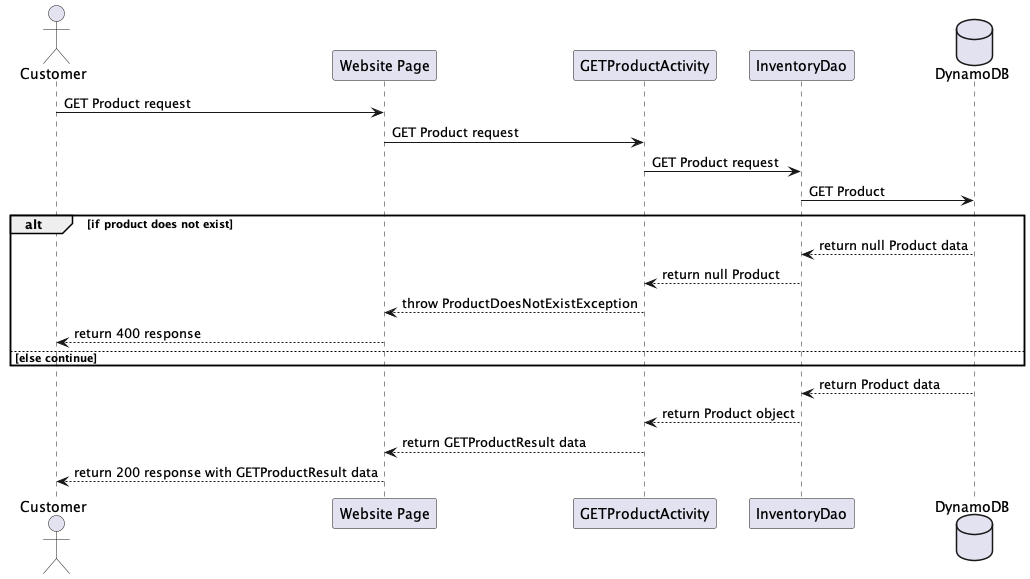 Customer
Website Page
GETProductActivity
InventoryDao
DynamoDB
GET Product request
GET Product request
GET Product request
GET Product
alt
[if product does not exist]
return null Product data
return null Product
throw ProductDoesNotExistException
return 400 response
[else continue]
return Product data
return Product object
return GETProductResult data
return 200 response with GETProductResult data
Customer
Website Page
GETProductActivity
InventoryDao
DynamoDB